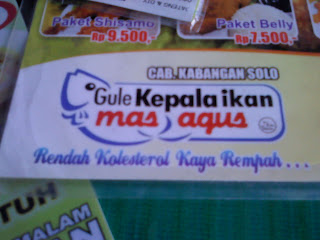 Paket Shisamo
Rp 9.500,-
Paket Belly
Rp 7.500,-
CAB. KABANGAN SOLO
Gule Kepala ikan
mas agus
Rendah Kolesterol Kaya Rempah...
TUH
MALAM